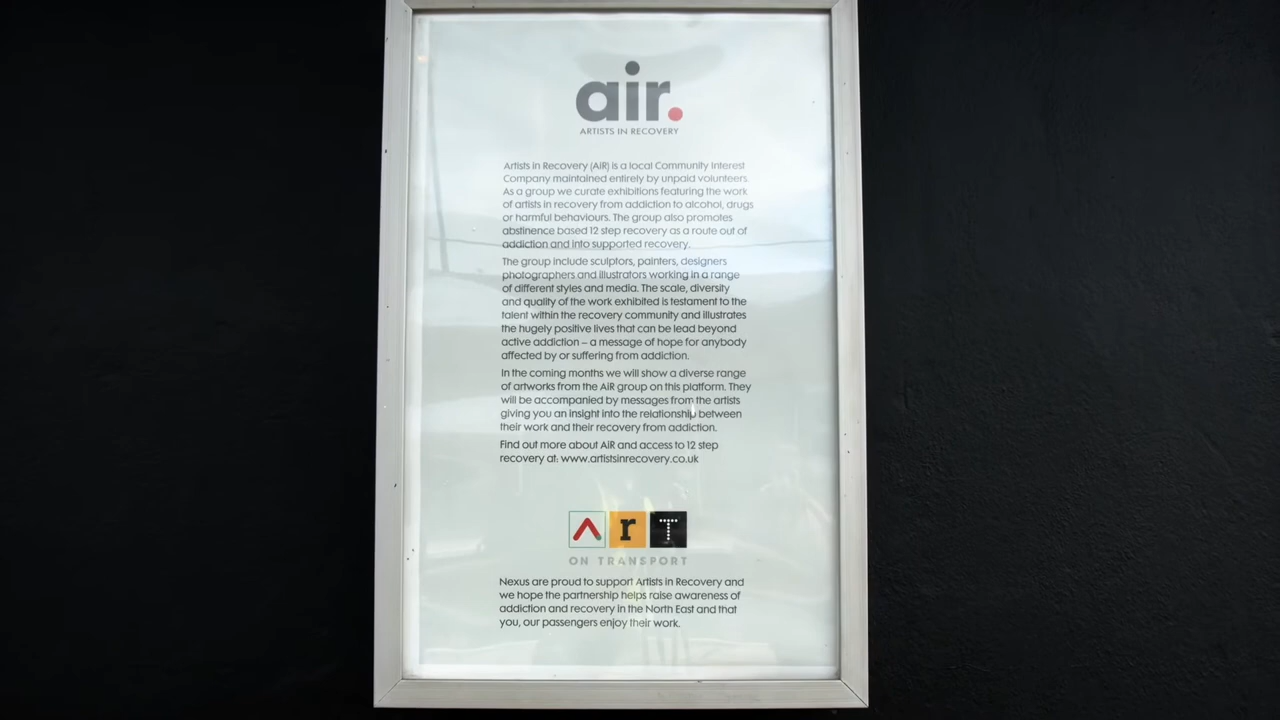 air.
ARTISTS IN RECOVERY
Artists in Recovery (AiR) is a local Community Interest
Company maintained entirely by unpaid volunteers.
As a group we curate exhibitions featuring the work
of artists in recovery from addiction to alcohol, drugs
or harmful behaviours. The group also promotes
abstinence based 12 step recovery as a route out of
addiction and into supported recovery.
The group include sculptors, painters, designers
photographers and illustrators working in a range
of different styles and media. The scale, diversity
and quality of the work exhibited is testament to the
talent within the recovery community and illustrates
the hugely positive lives that can be lead beyond
active addiction – a message of hope for anybody
affected by or suffering from addiction.
In the coming months we will show a diverse range
of artworks from the AiR group on this platform. They
will be accompanied by messages from the artists
giving you an insight into the relationship between
their work and their recovery from addiction.
Find out more about AiR and access to 12 step
recovery at: www.artistsinrecovery.co.uk
ArT
ON TRANSPORT
Nexus are proud to support Artists in Recovery and
we hope the partnership helps raise awareness of
addiction and recovery in the North East and that
you, our passengers enjoy their work.